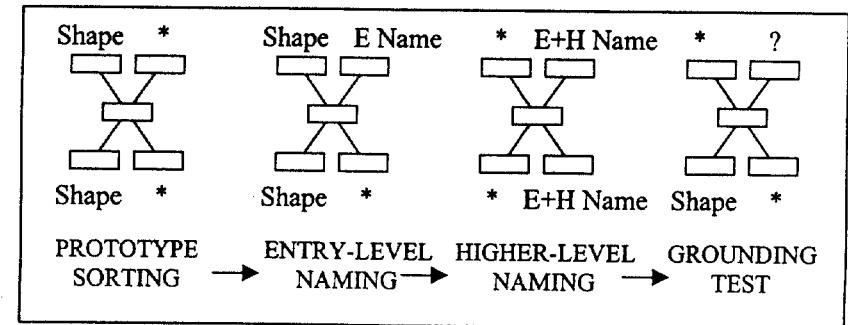 Shape * Shape E Name * E+H Name * ?
Shape * Shape * * E+H Name Shape *
PROTOTYPE ENTRY-LEVEL HIGHER-LEVEL GROUNDING
SORTING NAMING NAMING TEST